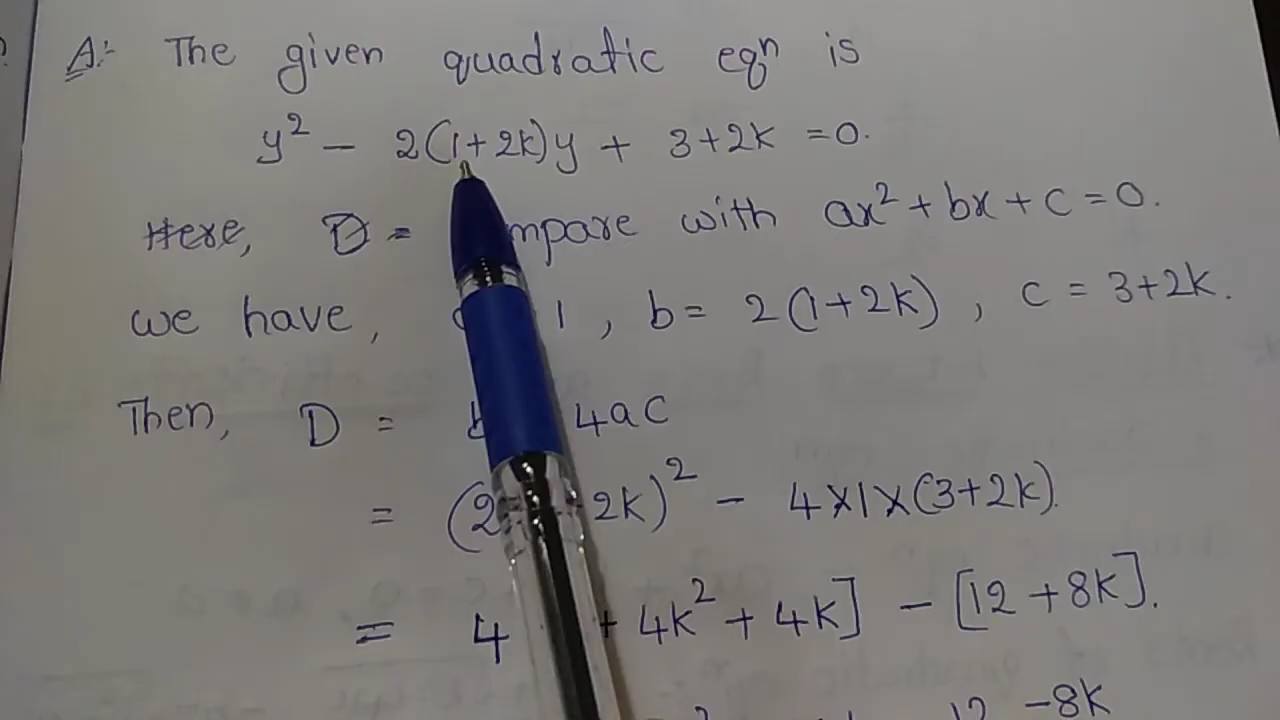 A:- The given quadratic eqn is
y² - 2(1+2k)y + 3+2k =0.
Here, D = mpare with ax² + bx + c = 0.
we have, 1, b= 2(1+2k), c = 3+2k.
Then, D = 4ac
= (2 2k)² - 4×1×(3+2k).
= 4 + 4k² + 4k] - [12 +8k].
12 -8k